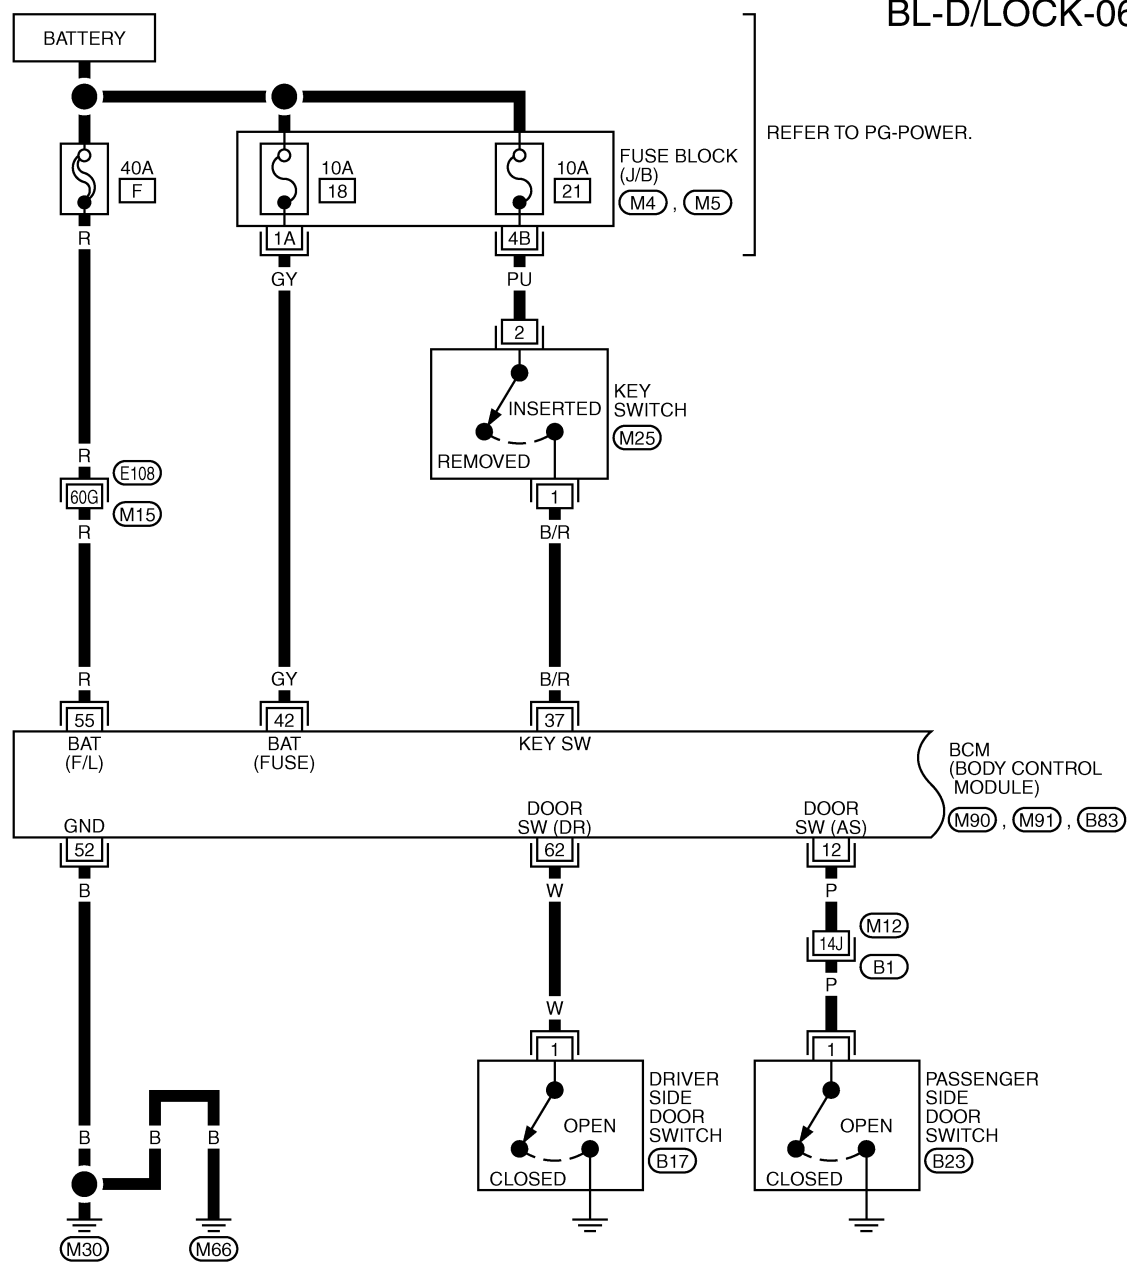 BL-D/LOCK-06
BATTERY
REFER TO PG-POWER.
40A
F
10A
18
10A
21
FUSE BLOCK
(J/B)
M4 , M5
R
1A
4B
GY
PU
2
INSERTED
REMOVED
KEY
SWITCH
M25
R
E108
60G
M15
R
1
B/R
R
GY
B/R
55
42
37
BAT
(F/L)
BAT
(FUSE)
KEY SW
BCM
(BODY CONTROL
MODULE)
M90 , M91 , B83
GND
DOOR
SW (DR)
DOOR
SW (AS)
52
62
12
B
W
P
M12
14J
B1
W
P
1
1
DRIVER
SIDE
DOOR
SWITCH
B17
OPEN
CLOSED
PASSENGER
SIDE
DOOR
SWITCH
B23
OPEN
CLOSED
B
B
B
M30
M66